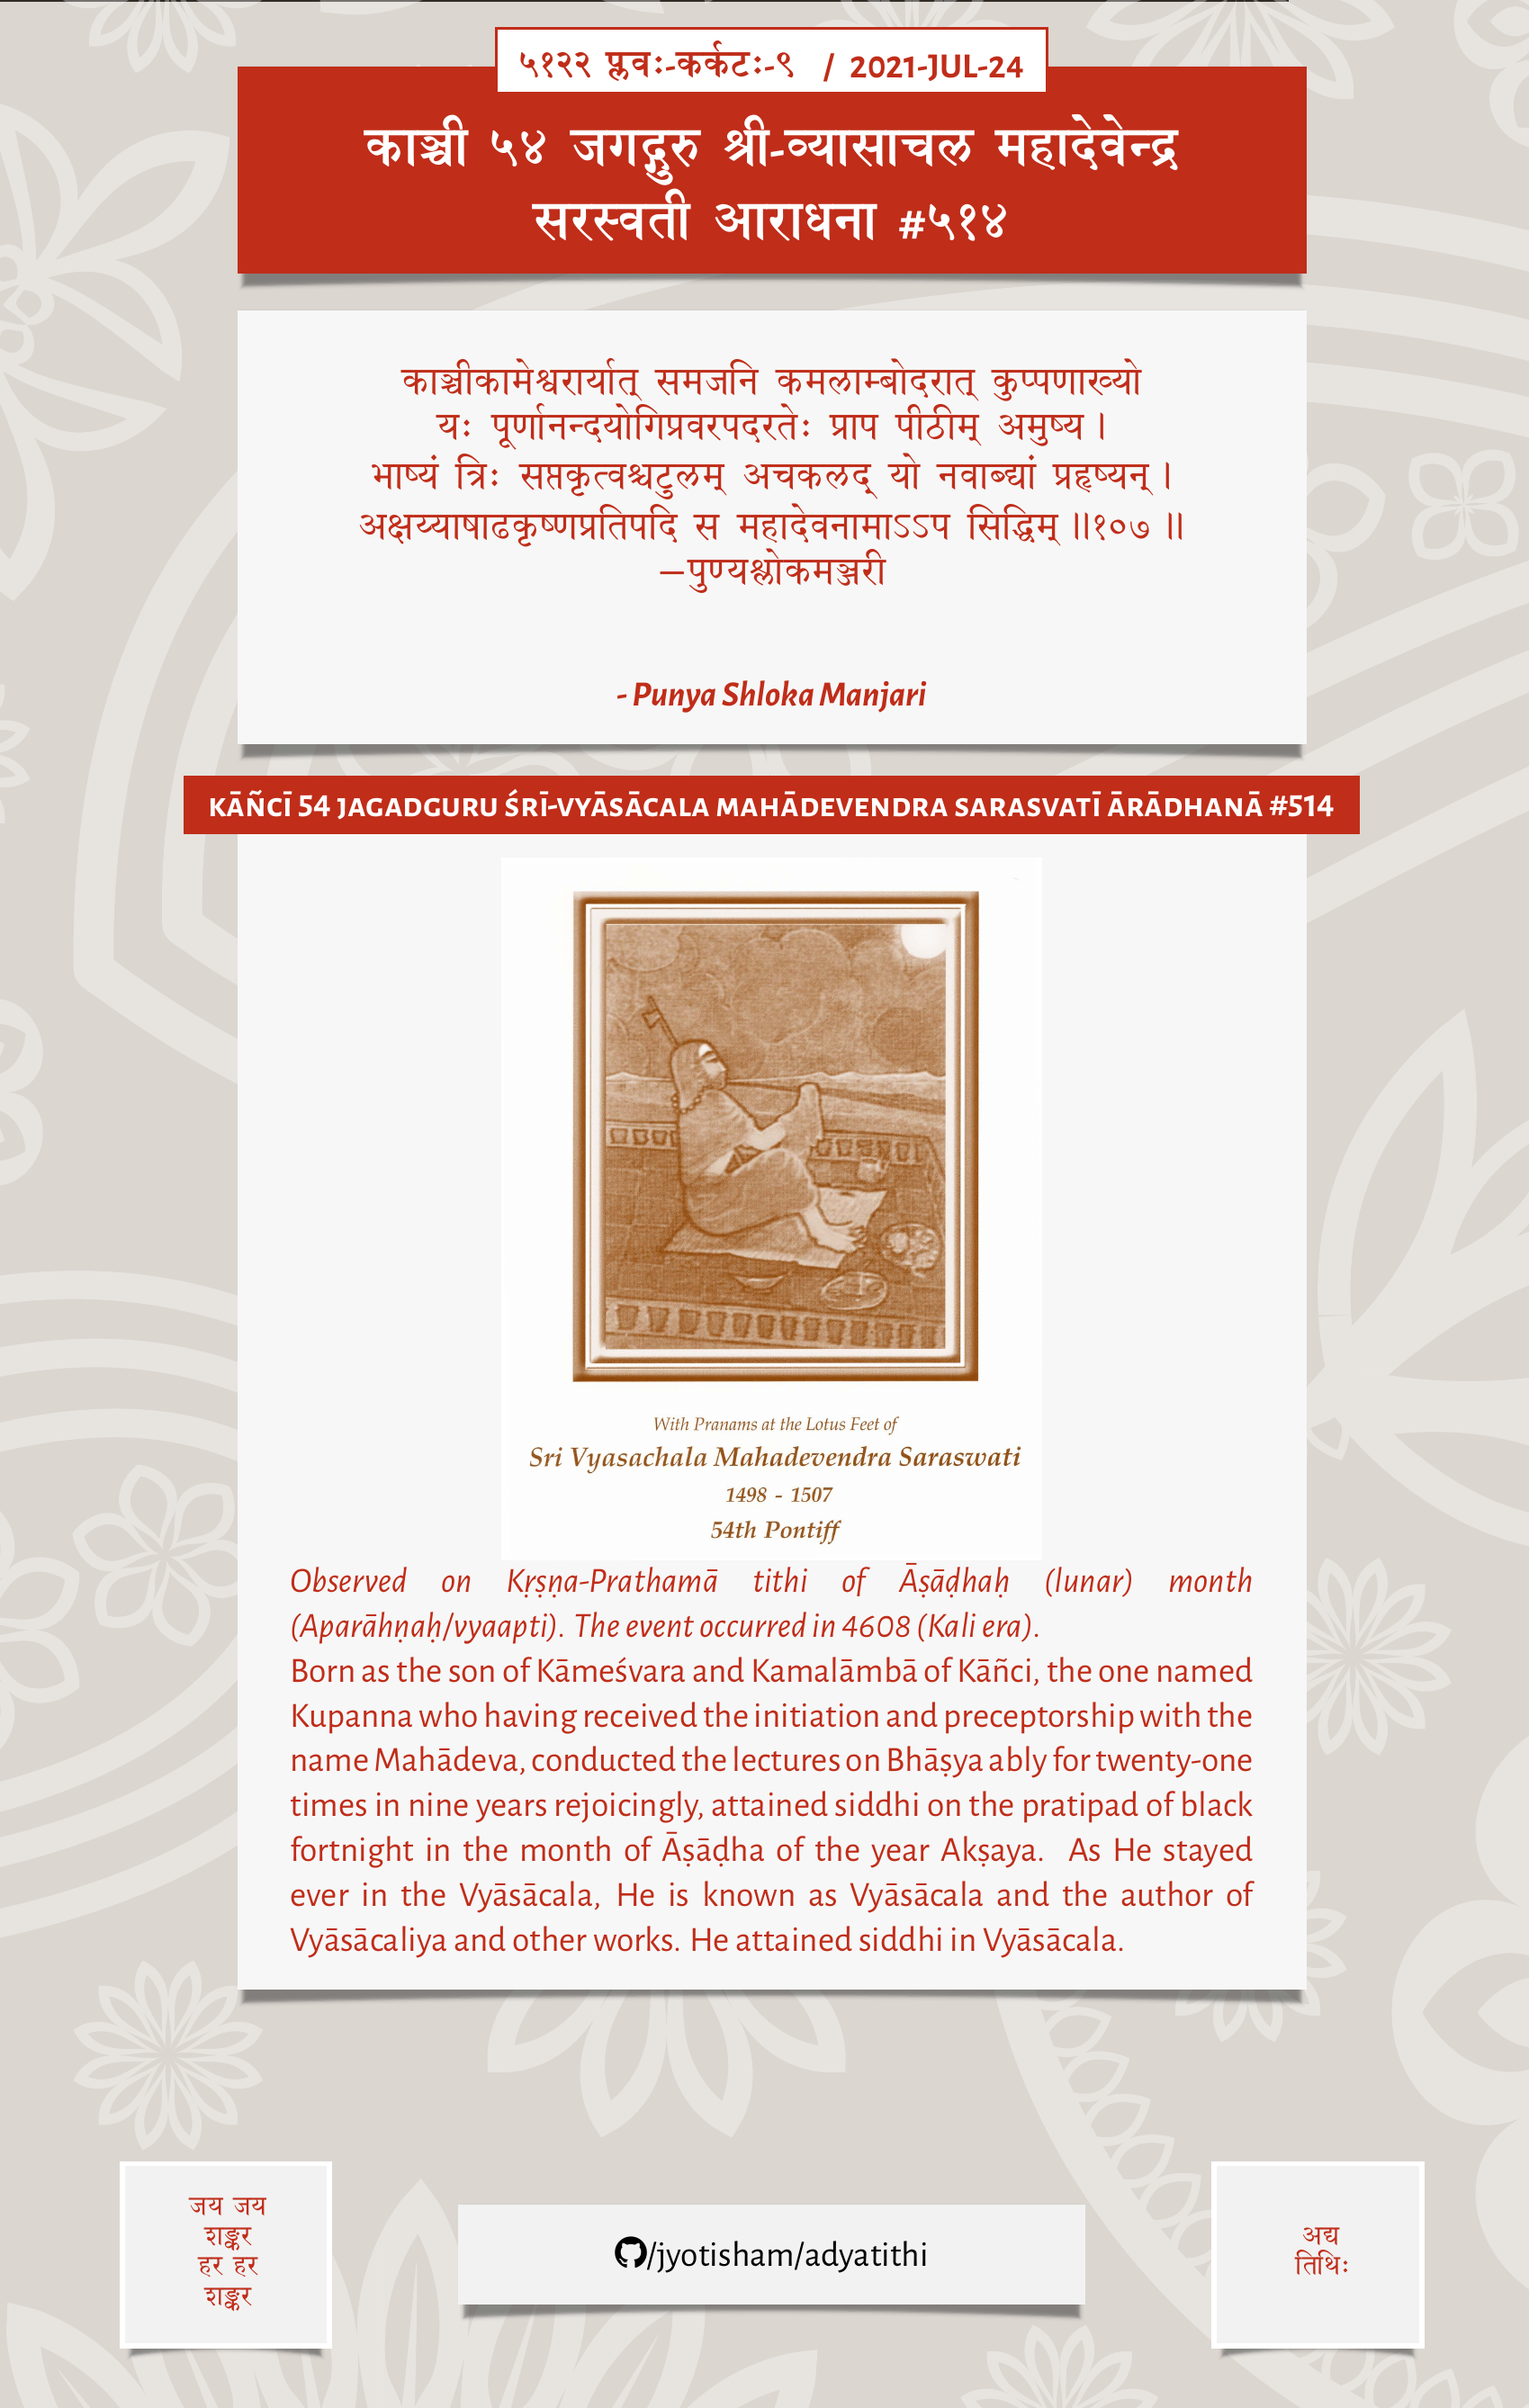 ५१२२ प्लवः-कर्कटः-९ / 2021-JUL-24
काञ्ची ५४ जगद्गुरु श्री-व्यासाचल महादेवेन्द्र
सरस्वती आराधना #५१४
काञ्चीकामेश्वरार्यात् समजनि कमलाम्बोदरात् कुप्पणाख्यो
यः पूर्णानन्दयोगिप्रवरपदरतेः प्राप पीठीम् अमुष्य ।
भाष्यं त्रिः सप्तकृत्वश्चटुलम् अचकलद् यो नवाब्द्यां प्रहृष्यन् ।
अक्षय्याषाढकृष्णप्रतिपदि स महादेवनामाऽऽप सिद्धिम् ॥१०७ ॥
—पुण्यश्लोकमञ्जरी
- Punya Shloka Manjari
KĀÑCĪ 54 JAGADGURU ŚRĪ-VYĀSĀCALA MAHĀDEVENDRA SARASVATĪ ĀRĀDHANĀ #514
With Pranams at the Lotus Feet of
Sri Vyasachala Mahadevendra Saraswati
1498 - 1507
54th Pontiff
Observed on Kṛṣṇa-Prathamā tithi of Āṣāḍhaḥ (lunar) month
(Aparāhṇaḥ/vyaapti). The event occurred in 4608 (Kali era).
Born as the son of Kāmeśvara and Kamalāmbā of Kāñci, the one named
Kupanna who having received the initiation and preceptorship with the
name Mahādeva, conducted the lectures on Bhāṣya ably for twenty-one
times in nine years rejoicingly, attained siddhi on the pratipad of black
fortnight in the month of Āṣāḍha of the year Akṣaya. As He stayed
ever in the Vyāsācala, He is known as Vyāsācala and the author of
Vyāsācaliya and other works. He attained siddhi in Vyāsācala.
जय जय
शङ्कर
हर हर
शङ्कर
/jyotisham/adyatithi
अद्य
तिथिः